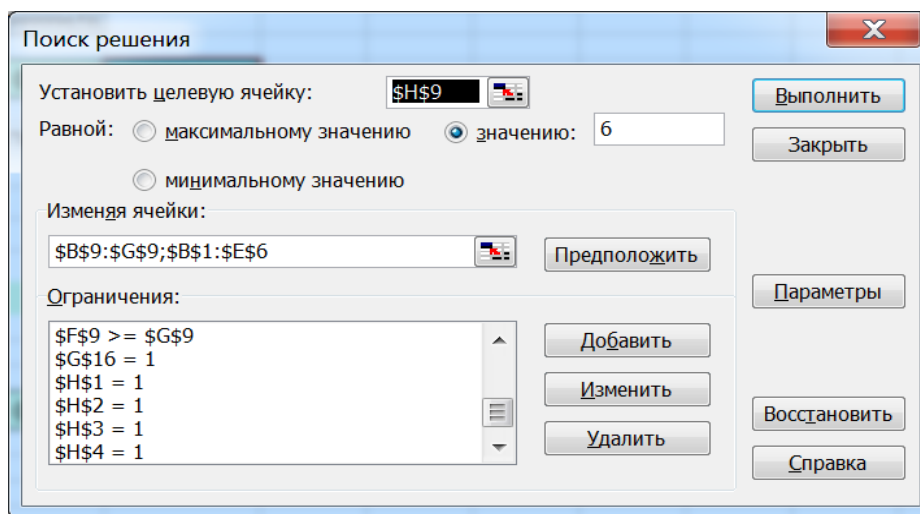 Поиск решения
Установить целевую ячейку: $H$9
Выполнить
Равной: максимальному значению значению: 6
Закрыть
минимальному значению
Изменяя ячейки:
$B$9:$G$9;$B$1:$E$6
Предположить
Ограничения:
Параметры
$F$9 >= $G$9
$G$16 = 1
$H$1 = 1
$H$2 = 1
$H$3 = 1
$H$4 = 1
Добавить
Изменить
Удалить
Восстановить
Справка